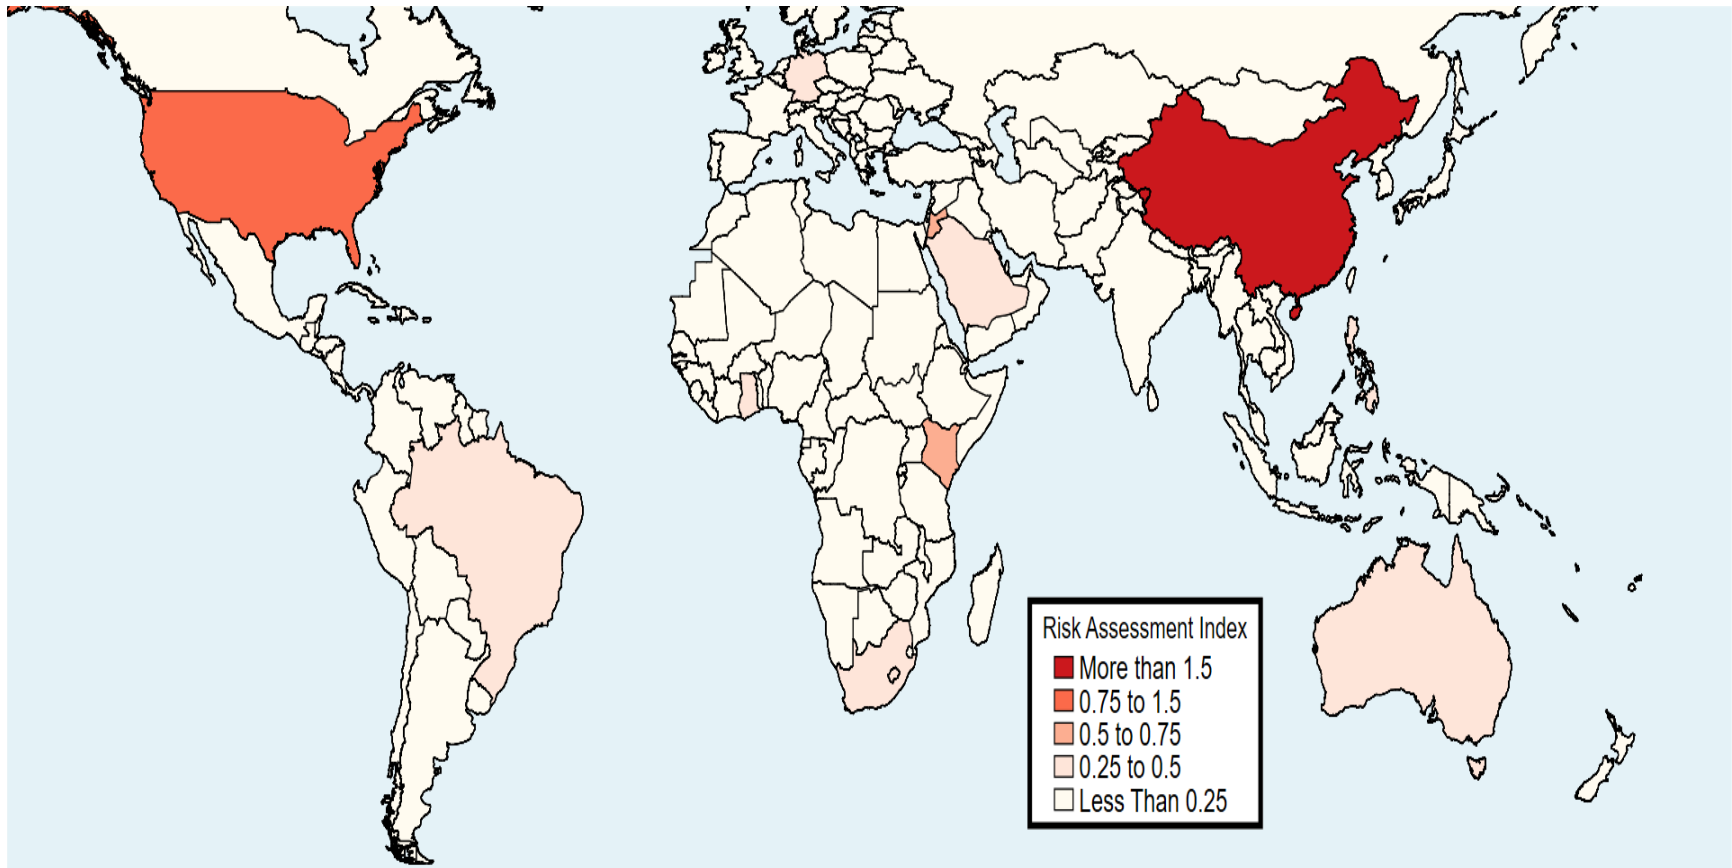 Risk Assessment Index
More than 1.5
0.75 to 1.5
0.5 to 0.75
0.25 to 0.5
Less Than 0.25